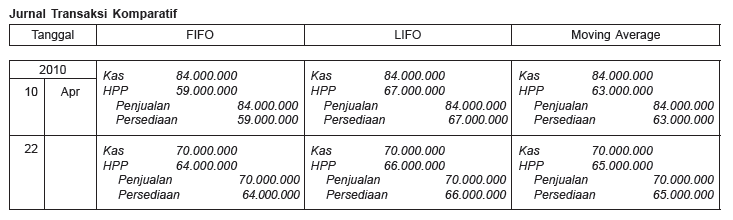 Jurnal Transaksi Komparatif
Tanggal FIFO LIFO Moving Average
2010
10 Apr
Kas 84.000.000
HPP 59.000.000
Penjualan 84.000.000
Persediaan 59.000.000
Kas 84.000.000
HPP 67.000.000
Penjualan 84.000.000
Persediaan 67.000.000
Kas 84.000.000
HPP 63.000.000
Penjualan 84.000.000
Persediaan 63.000.000
22
Kas 70.000.000
HPP 64.000.000
Penjualan 70.000.000
Persediaan 64.000.000
Kas 70.000.000
HPP 66.000.000
Penjualan 70.000.000
Persediaan 66.000.000
Kas 70.000.000
HPP 65.000.000
Penjualan 70.000.000
Persediaan 65.000.000